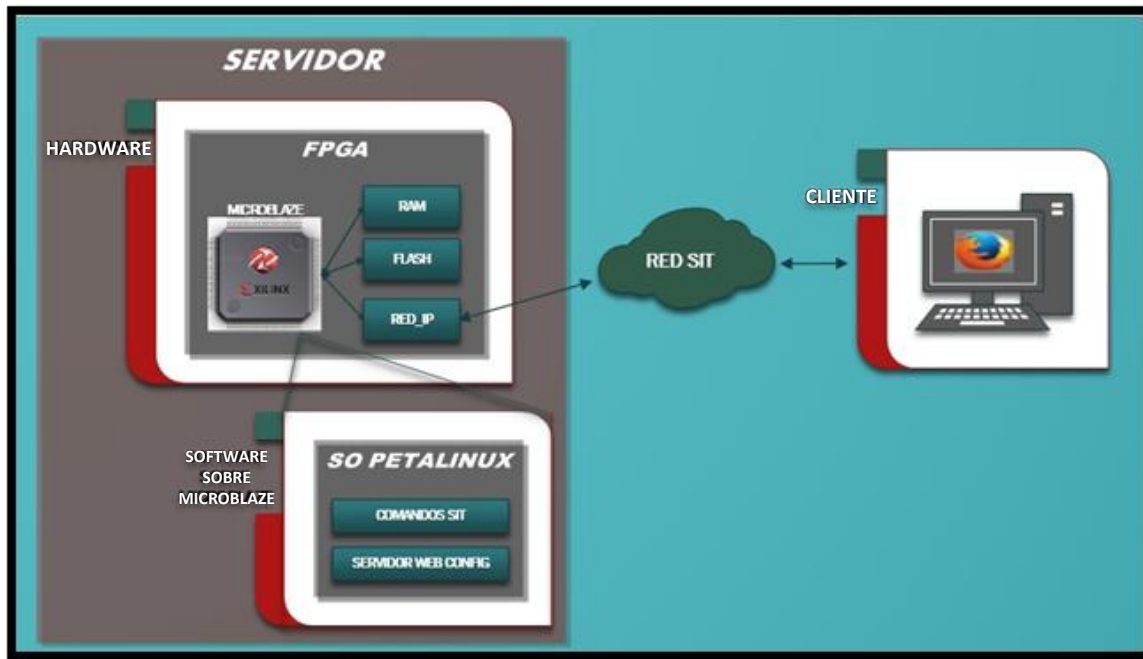 SERVIDOR
HARDWARE
FPGA
MICROBLAZE
XILINX
RAM
FLASH
RED_IP
RED SIT
CLIENTE
SOFTWARE
SOBRE
MICROBLAZE
SO PETALINUX
COMANDOS SIT
SERVIDOR WEB CONFIG